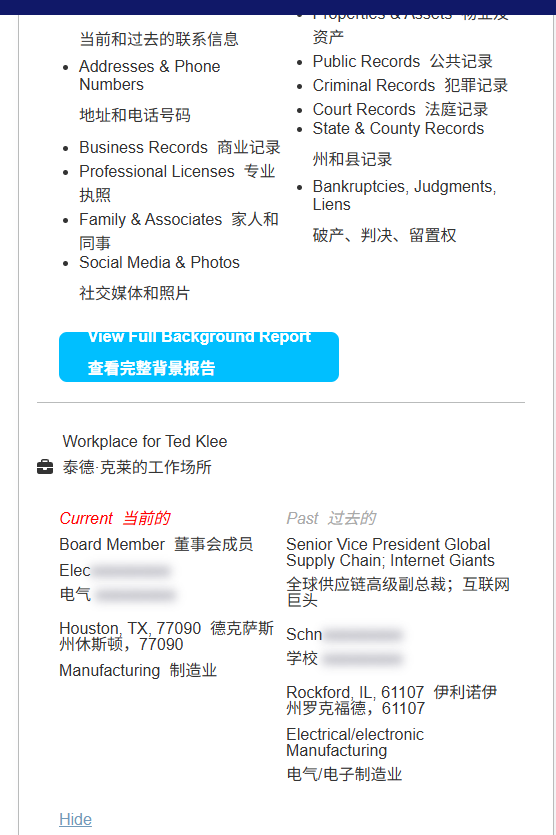 当前和过去的联系信息
Addresses & Phone
Numbers
地址和电话号码
Business Records 商业记录
Professional Licenses 专业
执照
Family & Associates 家人和
同事
Social Media & Photos
社交媒体和照片
Properties & Assets 物业及
资产
Public Records 公共记录
Criminal Records 犯罪记录
Court Records 法庭记录
State & County Records
州和县记录
Bankruptcies, Judgments,
Liens
破产、判决、留置权
View Full Background Report
查看完整背景报告
Workplace for Ted Klee
泰德·克莱的工作场所
Current 当前的
Board Member 董事会成员
Elec
电气
Houston, TX, 77090 德克萨斯
州休斯顿，77090
Manufacturing 制造业
Past 过去的
Senior Vice President Global
Supply Chain; Internet Giants
全球供应链高级副总裁；互联网
巨头
Schn
学校
Rockford, IL, 61107 伊利诺伊
州罗克福德，61107
Electrical/electronic
Manufacturing
电气/电子制造业
Hide